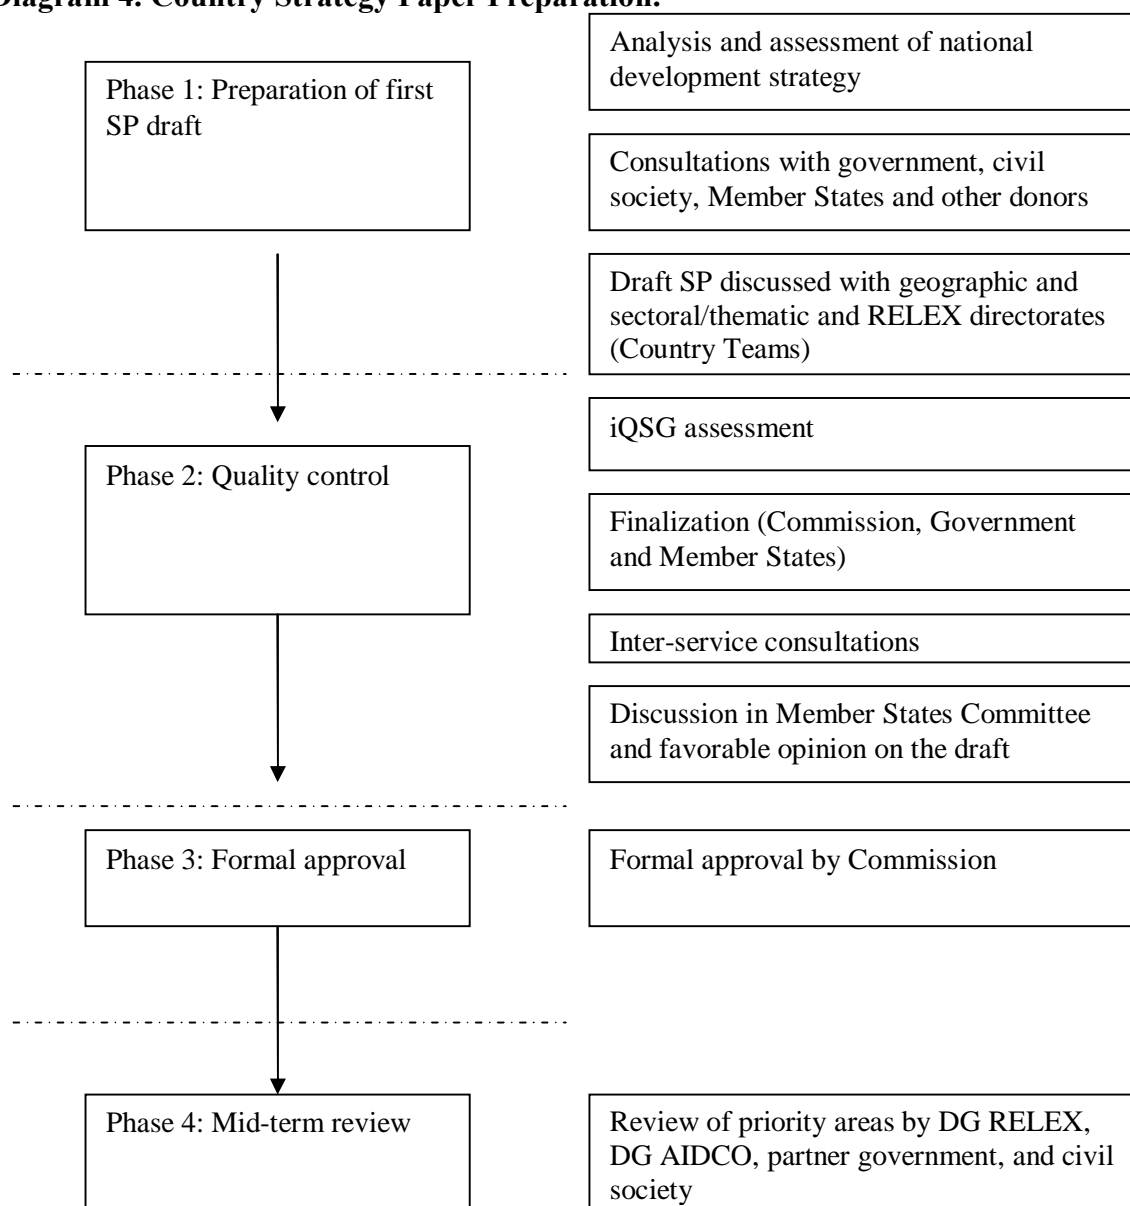 Diagram 4. Country Strategy Paper Preparation.
Analysis and assessment of national
development strategy
Phase 1: Preparation of first
SP draft
Consultations with government, civil
society, Member States and other donors
Draft SP discussed with geographic and
sectoral/thematic and RELEX directorates
(Country Teams)
iQSG assessment
Phase 2: Quality control
Finalization (Commission, Government
and Member States)
Inter-service consultations
Discussion in Member States Committee
and favorable opinion on the draft
Phase 3: Formal approval
Formal approval by Commission
Phase 4: Mid-term review
Review of priority areas by DG RELEX,
DG AIDCO, partner government, and civil
society